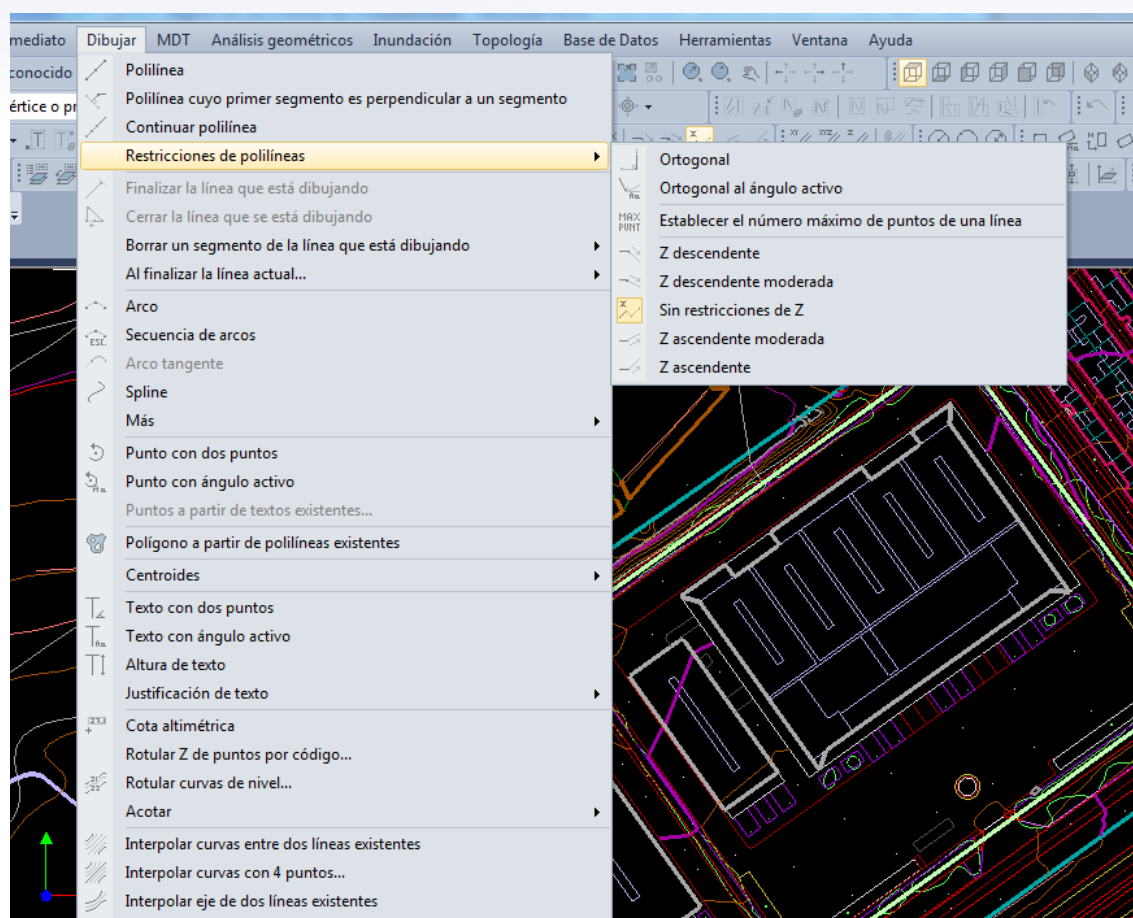 mediato Dibujar MDT Análisis geométricos Inundación Topología Base de Datos Herramientas Ventana Ayuda
conocido
értice o pr
Polilínea
Polilínea cuyo primer segmento es perpendicular a un segmento
Continuar polilínea
Restricciones de polilíneas
Finalizar la línea que está dibujando
Cerrar la línea que se está dibujando
Borrar un segmento de la línea que está dibujando
Al finalizar la línea actual...
Arco
ESC.
Secuencia de arcos
Arco tangente
Spline
Más
Punto con dos puntos
Punto con ángulo activo
Puntos a partir de textos existentes...
Polígono a partir de polilíneas existentes
Centroides
Texto con dos puntos
Texto con ángulo activo
Altura de texto
Justificación de texto
Cota altimétrica
Rotular Z de puntos por código...
Rotular curvas de nivel...
Acotar
Interpolar curvas entre dos líneas existentes
Interpolar curvas con 4 puntos...
Interpolar eje de dos líneas existentes
Ortogonal
Ortogonal al ángulo activo
MAX
PUNT
Establecer el número máximo de puntos de una línea
Z descendente
Z descendente moderada
Sin restricciones de Z
Z ascendente moderada
Z ascendente